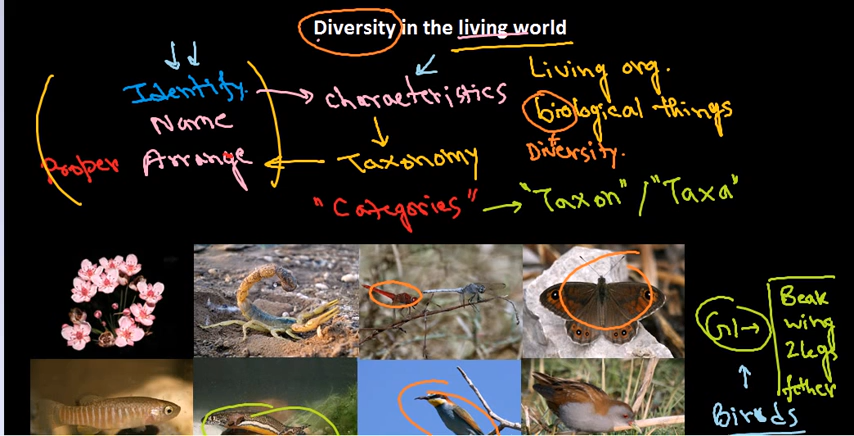 Diversity in the living world
Identify → characteristics
Name
Proper Arrange ← Taxonomy
"Categories" → "Taxon" / "Taxa"
Living org.
biological things
Diversity.
G1→
Beak
wing
2legs
fether
Birds